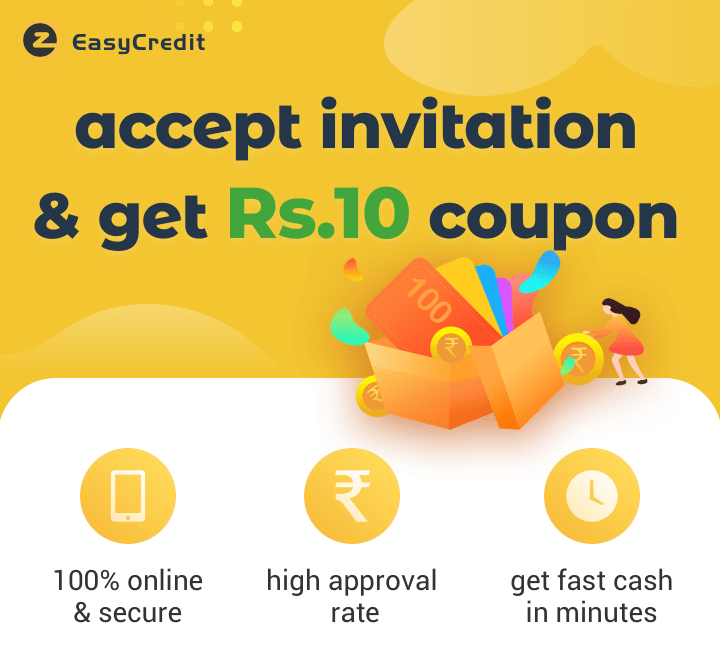 EasyCredit
accept invitation
& get Rs.10 coupon
100
₹
₹
₹
₹
100% online
& secure
high approval
rate
get fast cash
in minutes